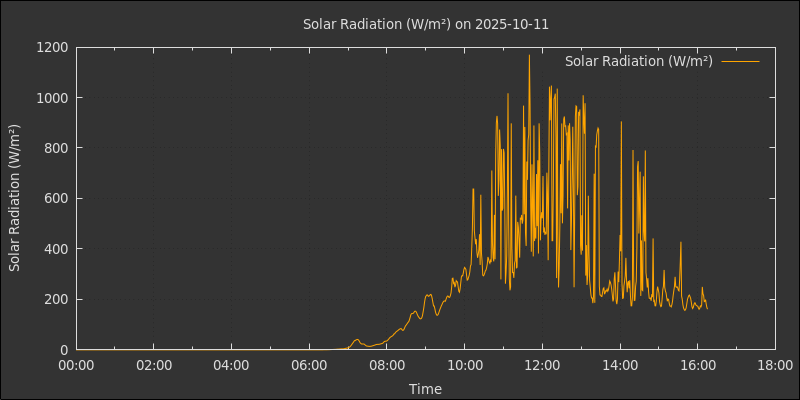 Solar Radiation (W/m²) on 2025-10-11
Solar Radiation (W/m²)
Solar Radiation (W/m²)
1200
1000
800
600
400
200
0
00:00 02:00 04:00 06:00 08:00 10:00 12:00 14:00 16:00 18:00
Time